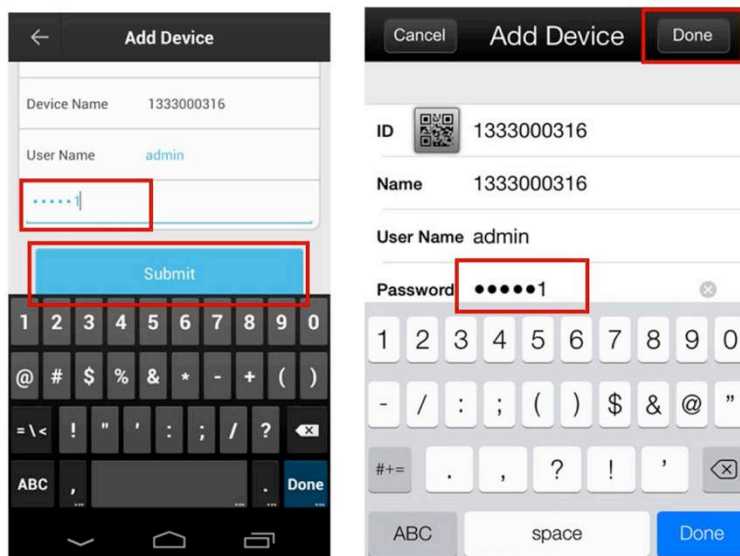 Add Device
Device Name 1333000316
User Name admin
•••••1
Submit
1 2 3 4 5 6 7 8 9 0
@ # $ % & * - + ( )
= \ < ! " ' : ; / ?
ABC , . Done
Cancel Add Device Done
ID 1333000316
Name 1333000316
User Name admin
Password •••••1
1 2 3 4 5 6 7 8 9 0
- / : ; ( ) $ & @ "
#+= . , ? ! '
ABC space Done